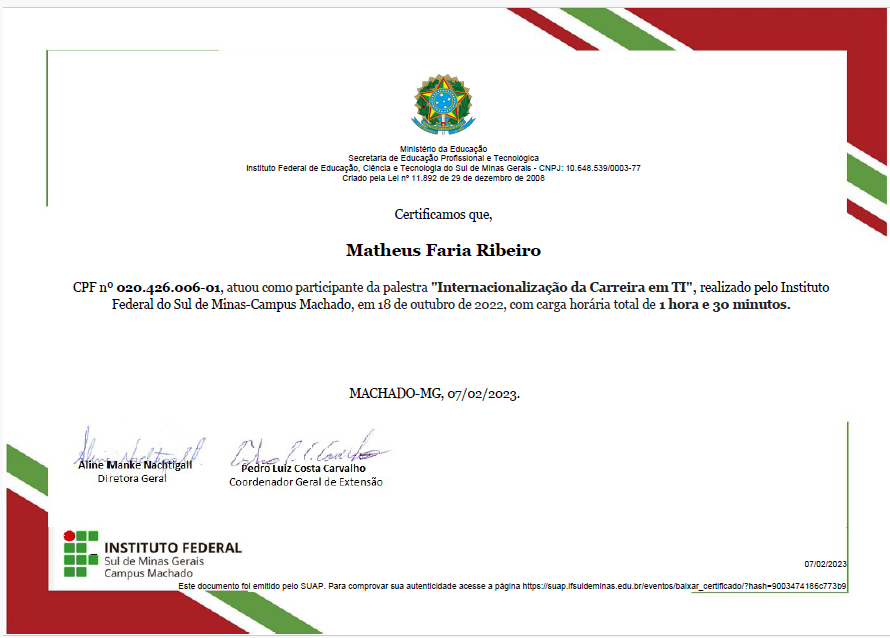 Ministério da Educação
Secretaria de Educação Profissional e Tecnológica
Instituto Federal de Educação, Ciência e Tecnologia do Sul de Minas Gerais - CNPJ: 10.648.539/0003-77
Criado pela Lei nº 11.892 de 29 de dezembro de 2008
Certificamos que,
Matheus Faria Ribeiro
CPF nº 020.426.006-01, atuou como participante da palestra "Internacionalização da Carreira em TI", realizado pelo Instituto
Federal do Sul de Minas-Campus Machado, em 18 de outubro de 2022, com carga horária total de 1 hora e 30 minutos.
MACHADO-MG, 07/02/2023.
Aline Manke Nachtigall
Diretora Geral
Pedro Luiz Costa Carvalho
Coordenador Geral de Extensão
INSTITUTO FEDERAL
Sul de Minas Gerais
Campus Machado
07/02/2023
Este documento foi emitido pelo SUAP. Para comprovar sua autenticidade acesse a página https://suap.ifsuldeminas.edu.br/eventos/baixar_certificado/?hash=9003474186c773b9